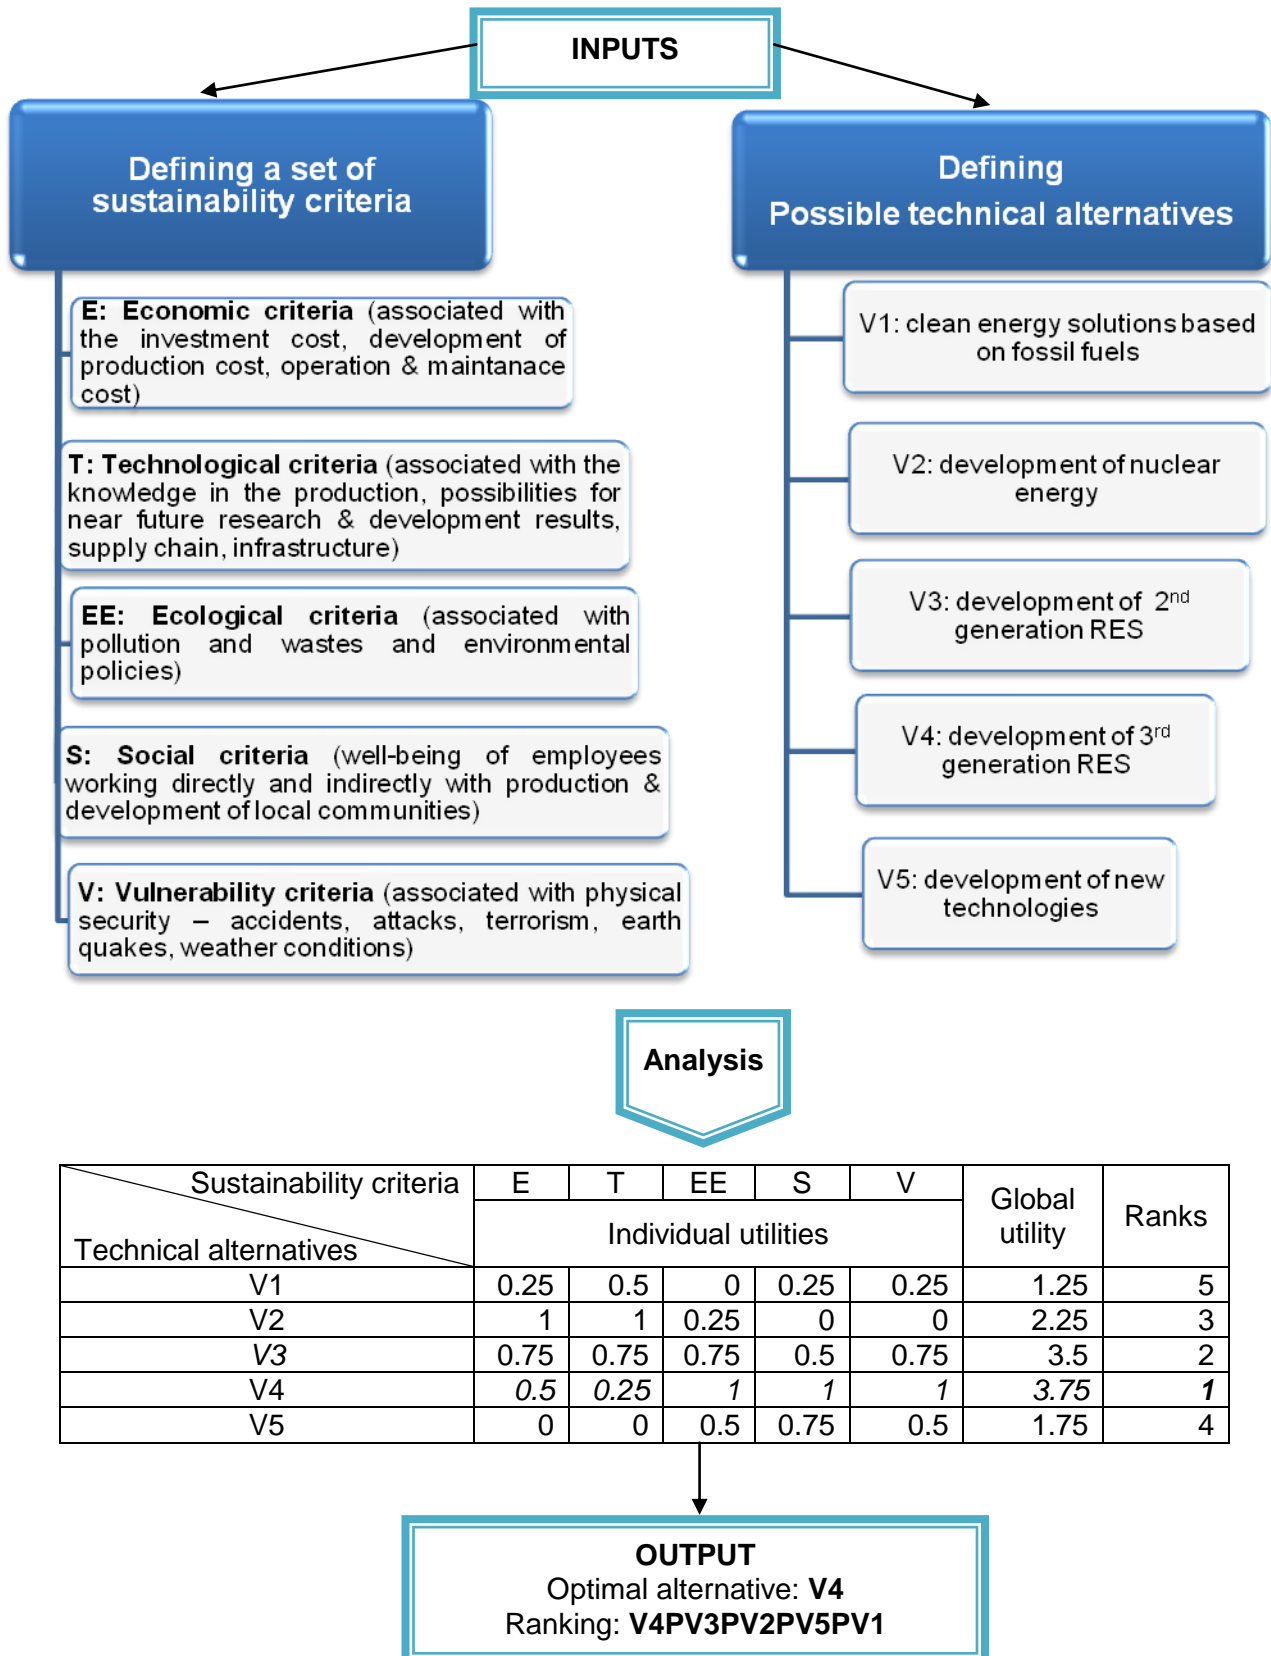 INPUTS
Defining a set of
sustainability criteria
E: Economic criteria (associated with
the investment cost, development of
production cost, operation & maintanace
cost)
T: Technological criteria (associated with the
knowledge in the production, possibilities for
near future research & development results,
supply chain, infrastructure)
EE: Ecological criteria (associated with
pollution and wastes and environmental
policies)
S: Social criteria (well-being of employees
working directly and indirectly with production &
development of local communities)
V: Vulnerability criteria (associated with physical
security – accidents, attacks, terrorism, earth
quakes, weather conditions)
Defining
Possible technical alternatives
V1: clean energy solutions based
on fossil fuels
V2: development of nuclear
energy
V3: development of 2nd
generation RES
V4: development of 3rd
generation RES
V5: development of new
technologies
Analysis
Sustainability criteria E T EE S V Global utility Ranks
Technical alternatives Individual utilities
V1 0.25 0.5 0 0.25 0.25 1.25 5
V2 1 1 0.25 0 0 2.25 3
V3 0.75 0.75 0.75 0.5 0.75 3.5 2
V4 0.5 0.25 1 1 1 3.75 1
V5 0 0 0.5 0.75 0.5 1.75 4
OUTPUT
Optimal alternative: V4
Ranking: V4PV3PV2PV5PV1